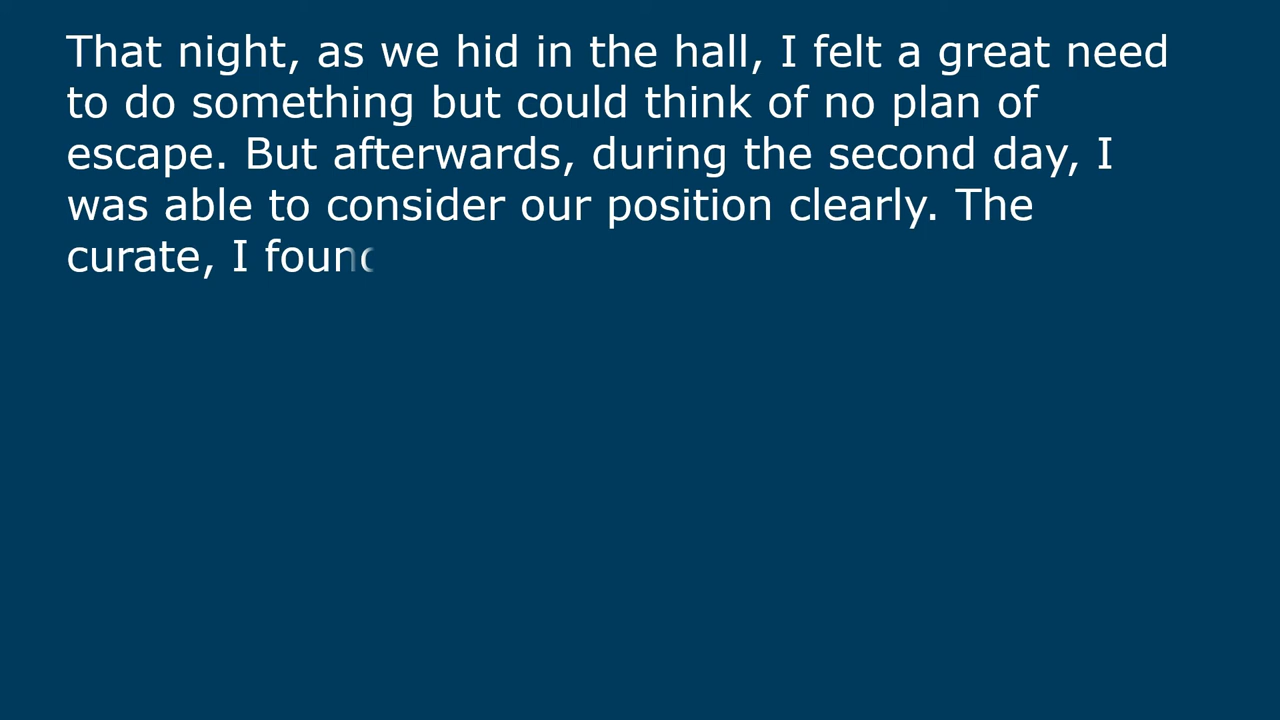 That night, as we hid in the hall, I felt a great need
to do something but could think of no plan of
escape. But afterwards, during the second day, I
was able to consider our position clearly. The
curate, I foun